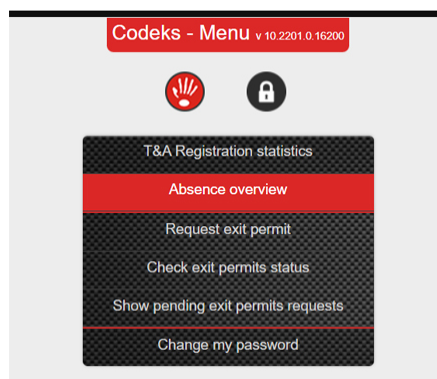 Codeks - Menu v 10.2201.0.16200
T&A Registration statistics
Absence overview
Request exit permit
Check exit permits status
Show pending exit permits requests
Change my password